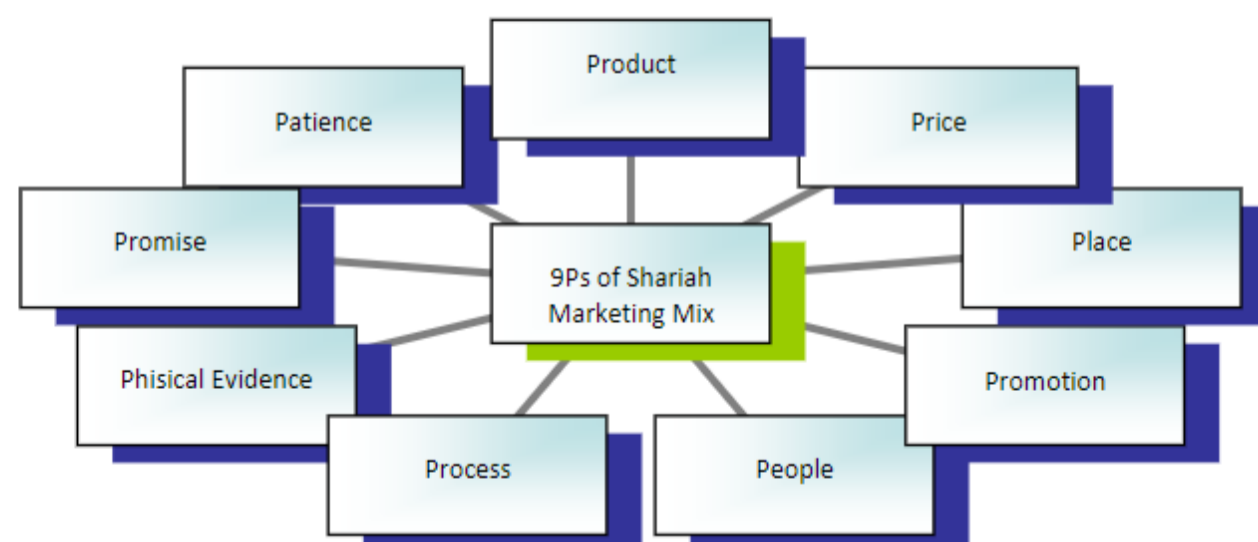 Product
Patience
Price
Promise
Place
9Ps of Shariah
Marketing Mix
Phisical Evidence
Promotion
Process
People